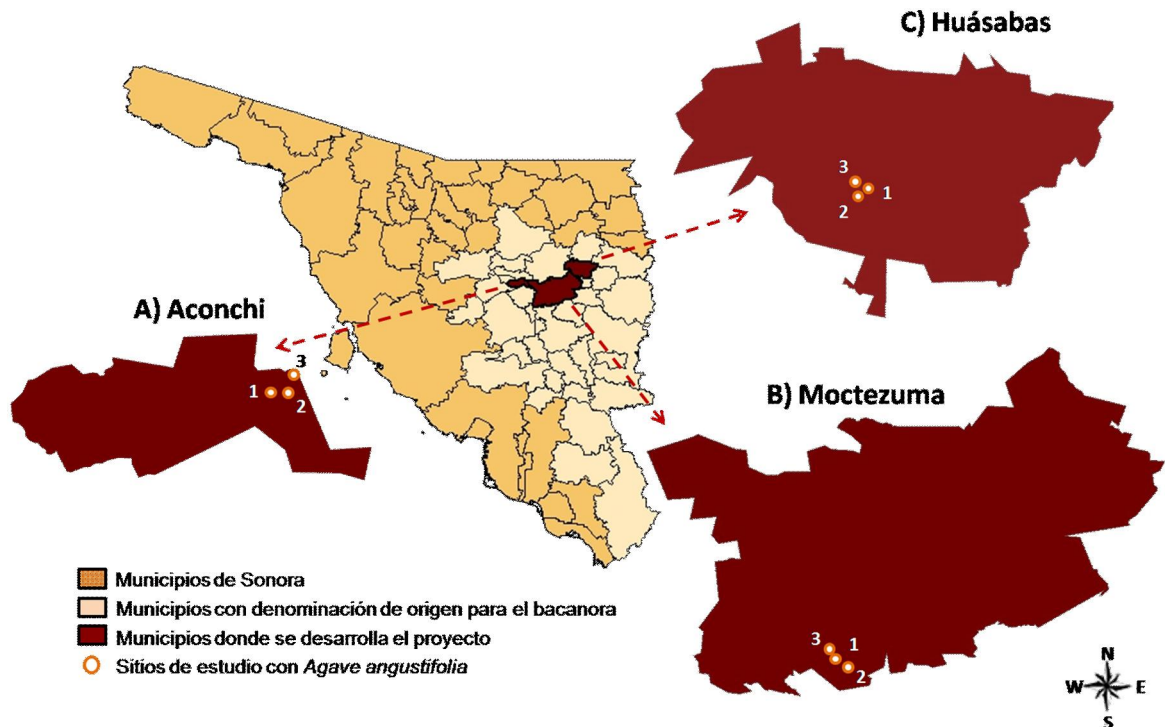 C) Huásabas
3
1
2
A) Aconchi
3
1
2
B) Moctezuma
3
1
2
Municipios de Sonora
Municipios con denominación de origen para el bacanora
Municipios donde se desarrolla el proyecto
Sitios de estudio con Agave angustifolia
N
W E
S